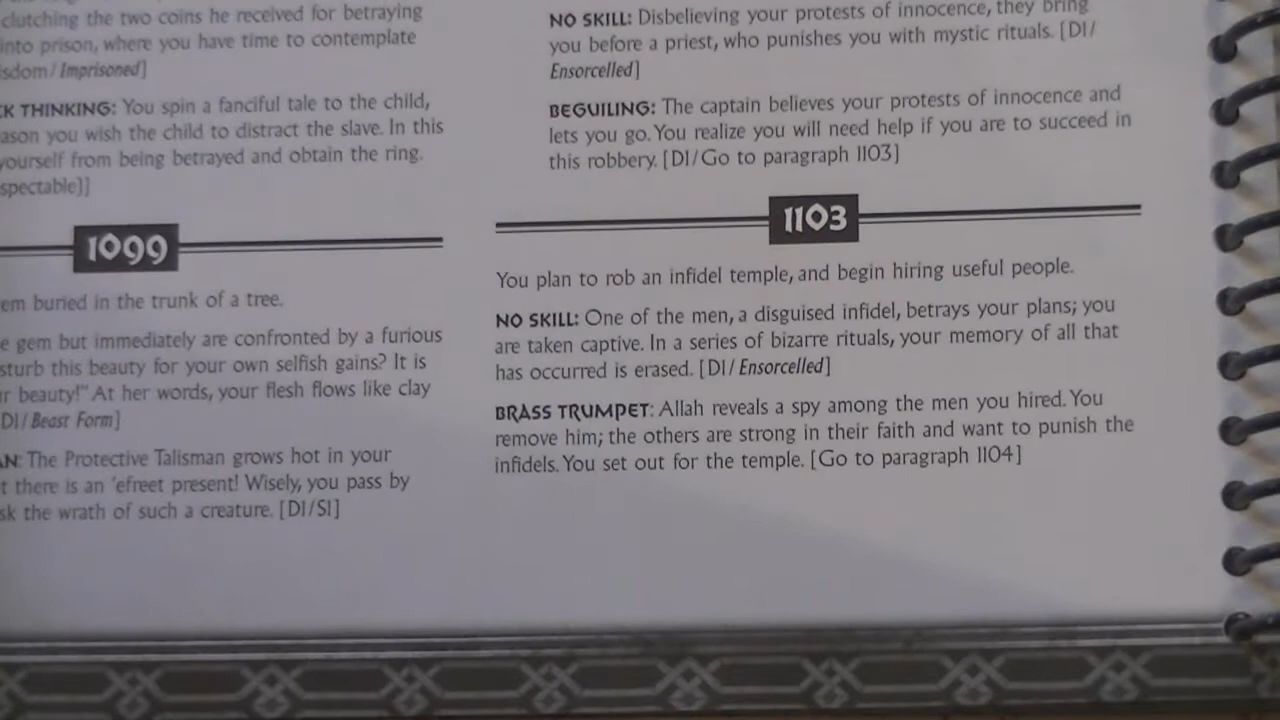 clutching the two coins he received for betraying
into prison, where you have time to contemplate
sdom / Imprisoned]
CK THINKING: You spin a fanciful tale to the child,
ason you wish the child to distract the slave. In this
yourself from being betrayed and obtain the ring.
spectable]]
1099
em buried in the trunk of a tree.
e gem but immediately are confronted by a furious
sturb this beauty for your own selfish gains? It is
r beauty!" At her words, your flesh flows like clay
DI / Beast Form]
AN: The Protective Talisman grows hot in your
t there is an 'efreet present! Wisely, you pass by
sk the wrath of such a creature. [DI/SI]
NO SKILL: Disbelieving your protests of innocence, they bring
you before a priest, who punishes you with mystic rituals. [DI/
Ensorcelled]
BEGUILING: The captain believes your protests of innocence and
lets you go. You realize you will need help if you are to succeed in
this robbery. [DI/Go to paragraph 1103]
1103
You plan to rob an infidel temple, and begin hiring useful people.
NO SKILL: One of the men, a disguised infidel, betrays your plans; you
are taken captive. In a series of bizarre rituals, your memory of all that
has occurred is erased. [DI / Ensorcelled]
BRASS TRUMPET: Allah reveals a spy among the men you hired. You
remove him; the others are strong in their faith and want to punish the
infidels. You set out for the temple. [Go to paragraph 1104]